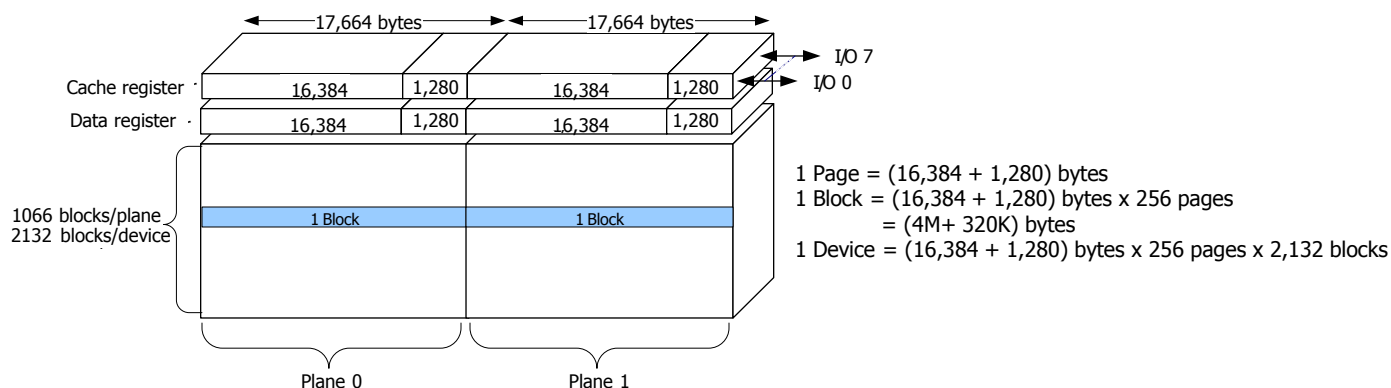 17,664 bytes 17,664 bytes
I/O 7
I/O 0
Cache register 16,384 1,280 16,384 1,280
Data register 16,384 1,280 16,384 1,280
1 Page = (16,384 + 1,280) bytes
1 Block = (16,384 + 1,280) bytes x 256 pages
= (4M+ 320K) bytes
1 Device = (16,384 + 1,280) bytes x 256 pages x 2,132 blocks
1066 blocks/plane
2132 blocks/device
1 Block 1 Block
Plane 0 Plane 1